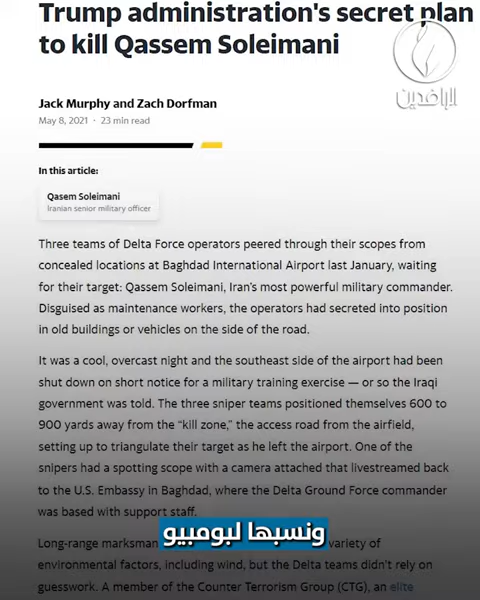 Trump administration's secret plan
to kill Qassem Soleimani
الرافدين
Jack Murphy and Zach Dorfman
May 8, 2021 · 23 min read
In this article:
Qasem Soleimani
Iranian senior military officer
Three teams of Delta Force operators peered through their scopes from
concealed locations at Baghdad International Airport last January, waiting
for their target: Qassem Soleimani, Iran's most powerful military commander.
Disguised as maintenance workers, the operators had secreted into position
in old buildings or vehicles on the side of the road.
It was a cool, overcast night and the southeast side of the airport had been
shut down on short notice for a military training exercise — or so the Iraqi
government was told. The three sniper teams positioned themselves 600 to
900 yards away from the “kill zone,” the access road from the airfield,
setting up to triangulate their target as he left the airport. One of the
snipers had a spotting scope with a camera attached that livestreamed back
to the U.S. Embassy in Baghdad, where the Delta Ground Force commander
was based with support staff.
ونسبها لبومبيو
Long-range marksman variety of
environmental factors, including wind, but the Delta teams didn't rely on
guesswork. A member of the Counter Terrorism Group (CTG), an elite